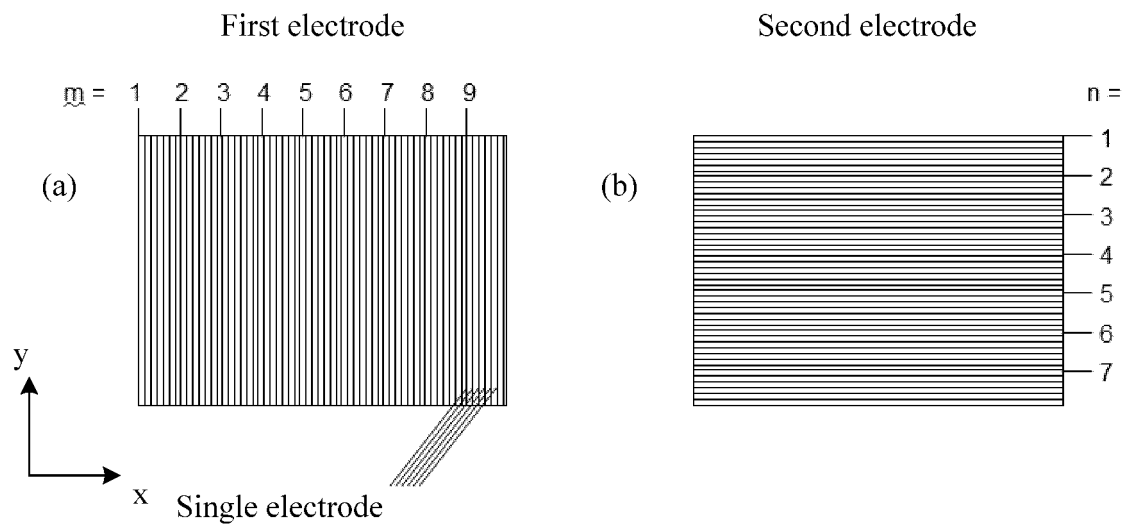 First electrode
Second electrode
m = 1 2 3 4 5 6 7 8 9
n =
1
(a)
(b)
2
3
4
5
6
y
7
x
Single electrode